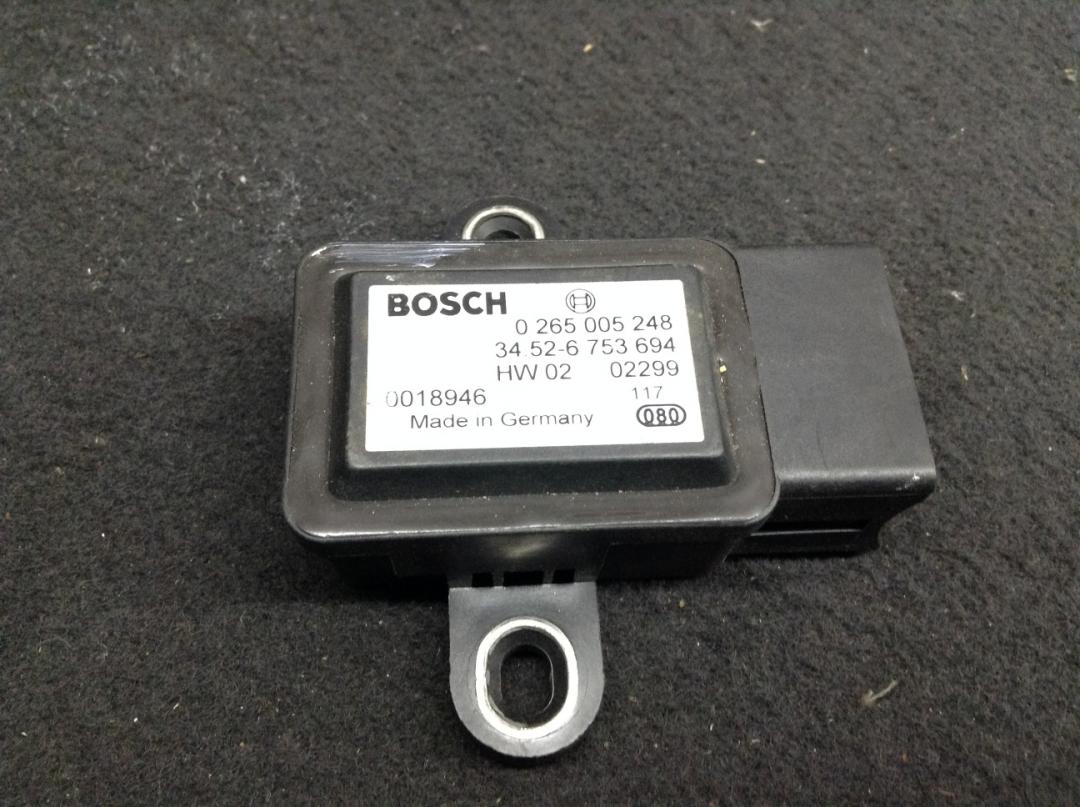 BOSCH
0 265 005 248
34.52-6 753 694
HW 02 02299
0018946 117
Made in Germany 080